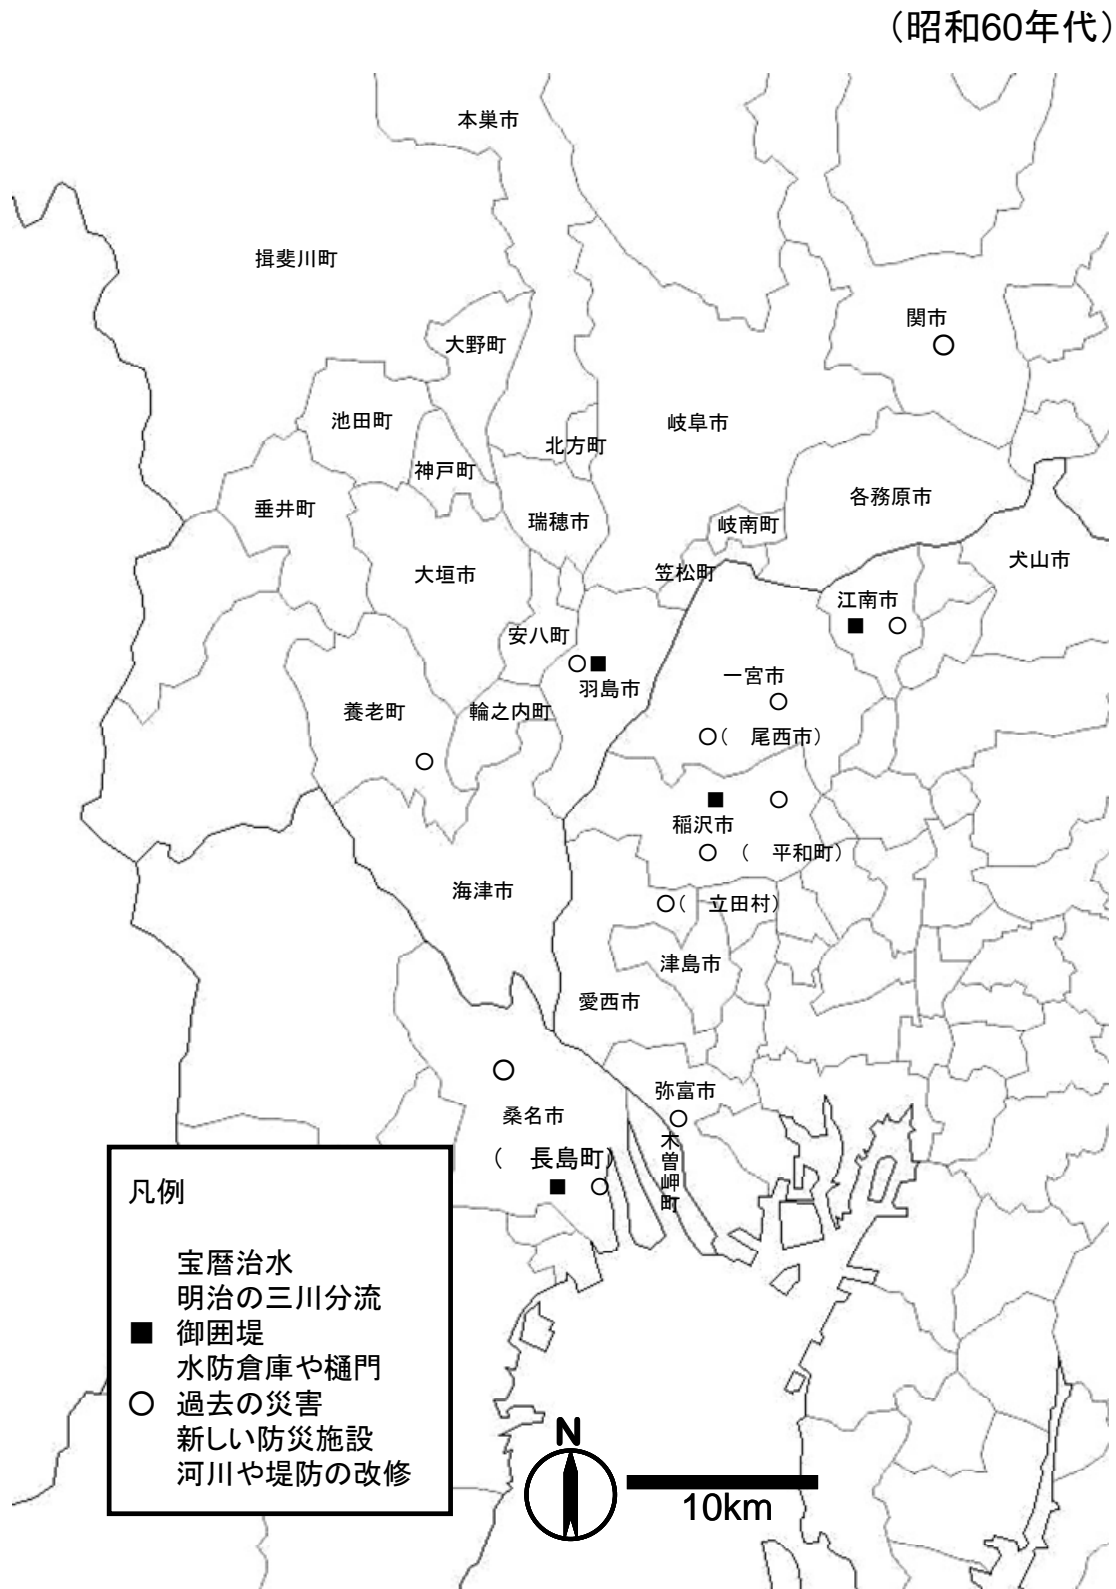 （昭和60年代）
本巣市
揖斐川町
関市
大野町
池田町
岐阜市
北方町
神戸町
各務原市
垂井町
瑞穂市
岐南町
犬山市
大垣市
笠松町
江南市
安八町
一宮市
羽島市
養老町
輪之内町
（　尾西市）
稲沢市
（　平和町）
海津市
（　立田村）
津島市
愛西市
弥富市
桑名市
木曽岬町
（　長島町）
凡例
宝暦治水
明治の三川分流
■ 御囲堤
水防倉庫や樋門
○ 過去の災害
新しい防災施設
河川や堤防の改修
N
10km